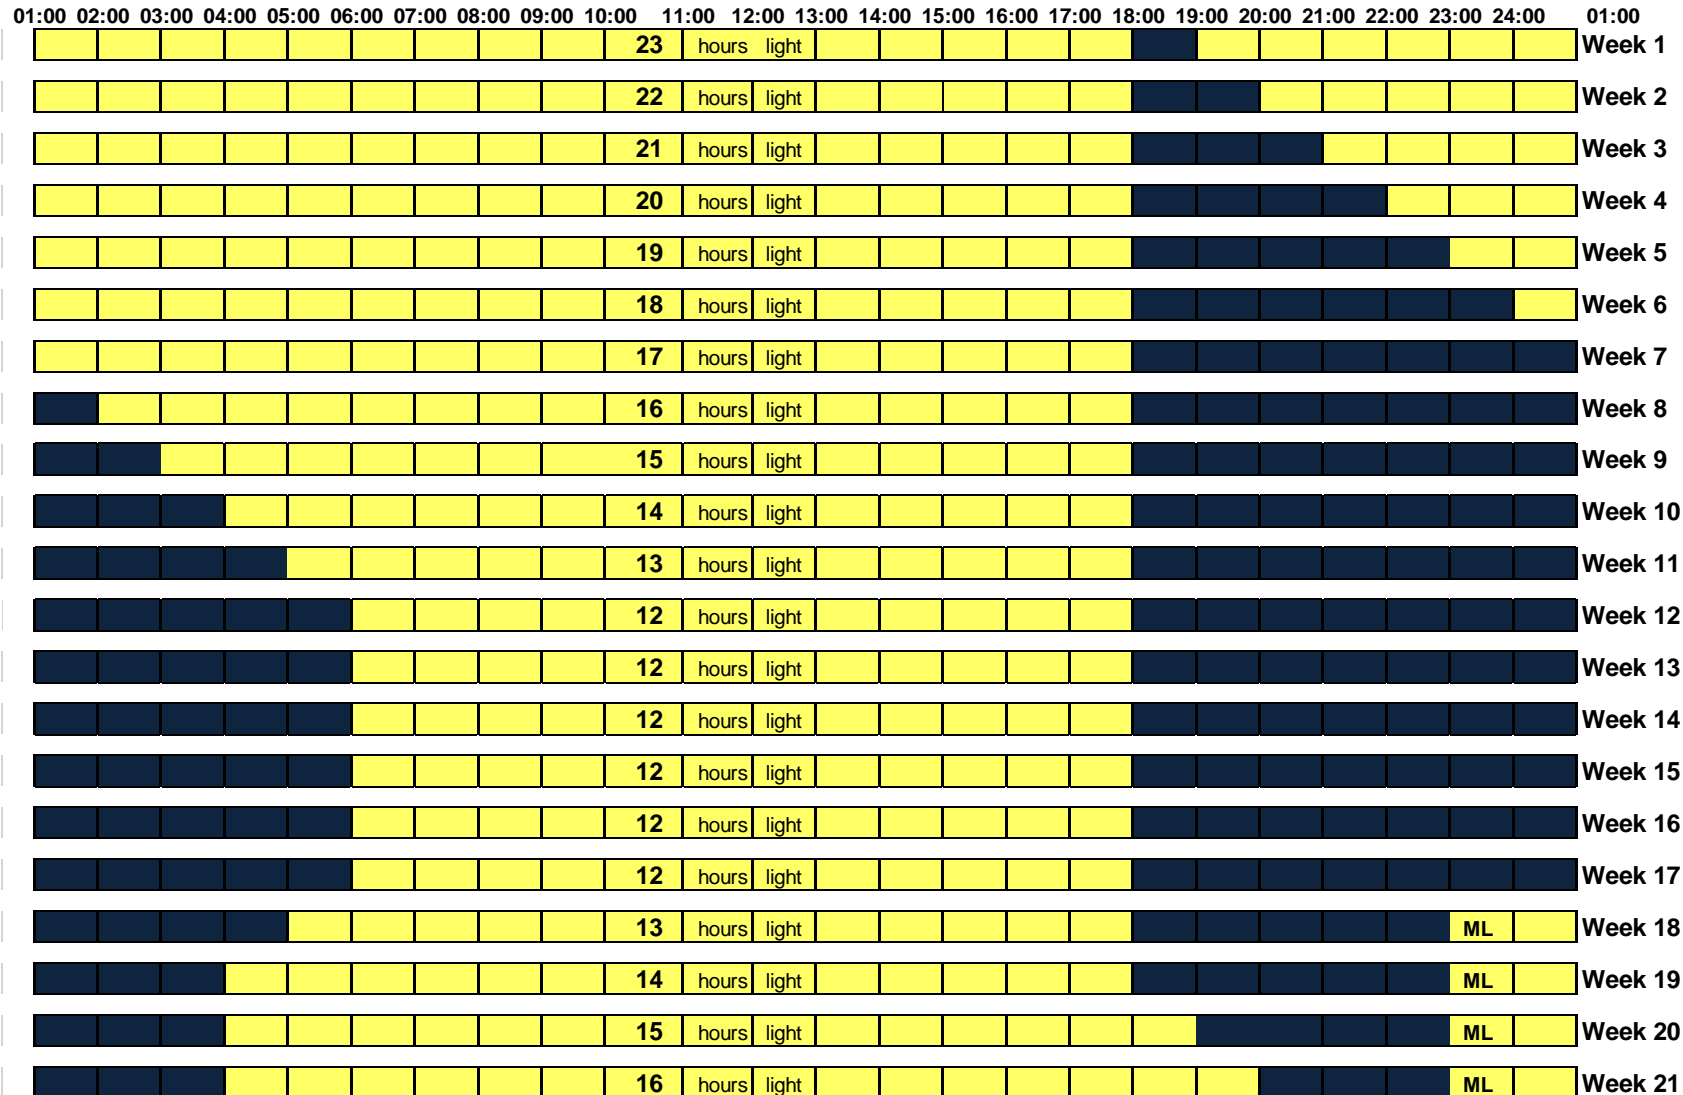 01:00 02:00 03:00 04:00 05:00 06:00 07:00 08:00 09:00 10:00 11:00 12:00 13:00 14:00 15:00 16:00 17:00 18:00 19:00 20:00 21:00 22:00 23:00 24:00 01:00
23 hours light Week 1
22 hours light Week 2
21 hours light Week 3
20 hours light Week 4
19 hours light Week 5
18 hours light Week 6
17 hours light Week 7
16 hours light Week 8
15 hours light Week 9
14 hours light Week 10
13 hours light Week 11
12 hours light Week 12
12 hours light Week 13
12 hours light Week 14
12 hours light Week 15
12 hours light Week 16
12 hours light Week 17
13 hours light ML Week 18
14 hours light ML Week 19
15 hours light ML Week 20
16 hours light ML Week 21